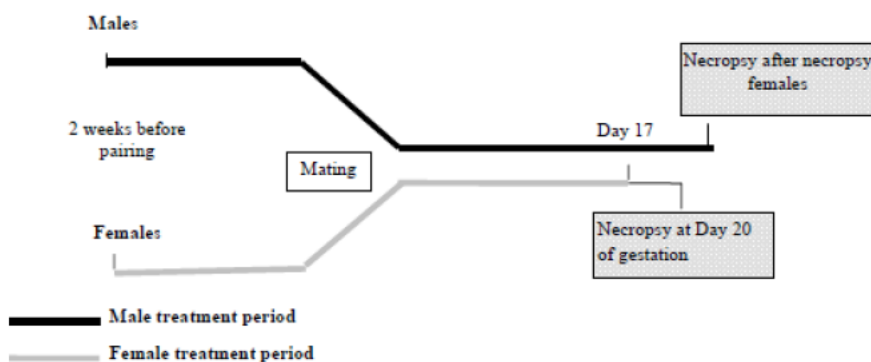 Males
Necropsy after necropsy
females
2 weeks before
pairing
Day 17
Mating
Females
Necropsy at Day 20
of gestation
Male treatment period
Female treatment period